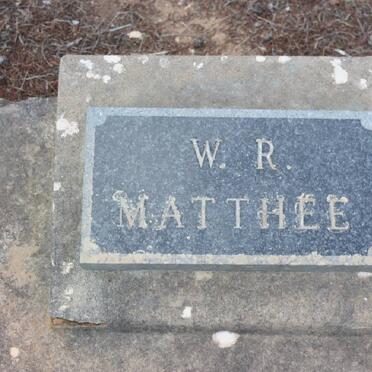 W. R.
MATTHEE